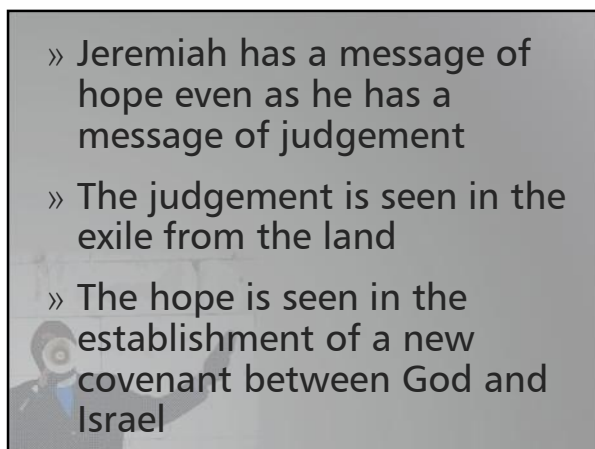 » Jeremiah has a message of
hope even as he has a
message of judgement
» The judgement is seen in the
exile from the land
» The hope is seen in the
establishment of a new
covenant between God and
Israel